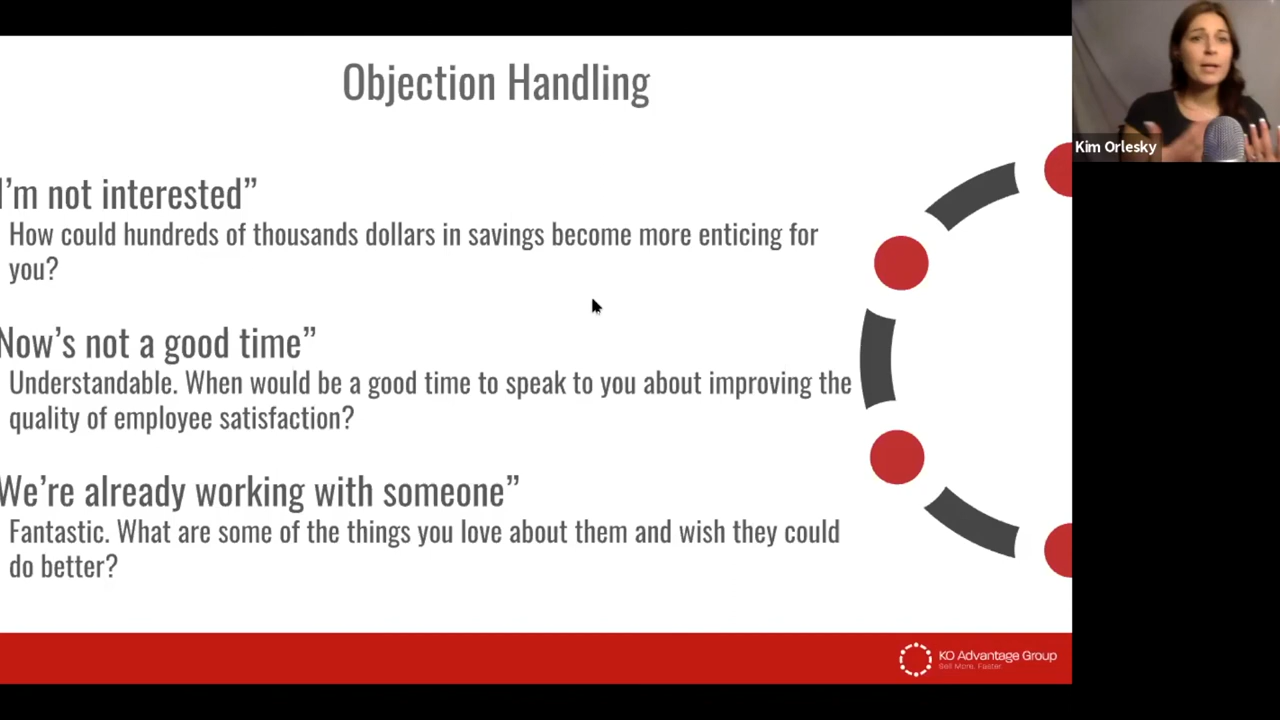 Objection Handling
I'm not interested”
How could hundreds of thousands dollars in savings become more enticing for
you?
Now's not a good time”
Understandable. When would be a good time to speak to you about improving the
quality of employee satisfaction?
We're already working with someone”
Fantastic. What are some of the things you love about them and wish they could
do better?
KO Advantage Group
Sell More, Faster.
Kim Orlesky